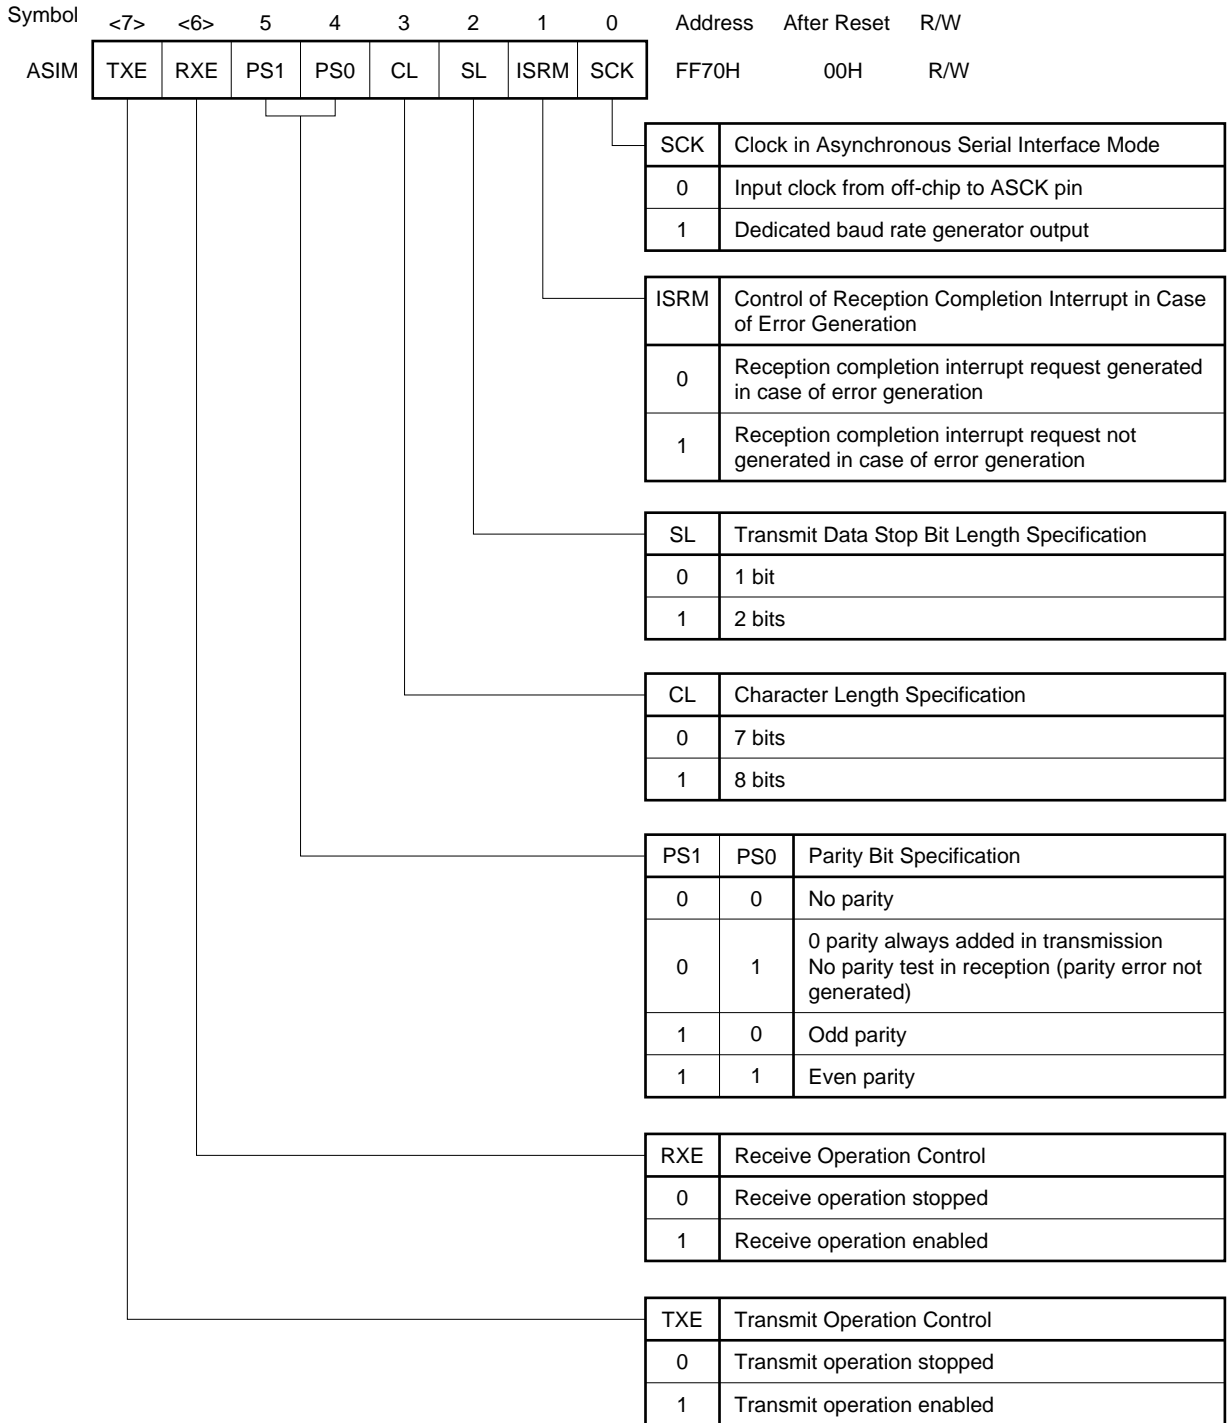 Symbol <7> <6> 5 4 3 2 1 0 Address After Reset R/W
ASIM TXE RXE PS1 PS0 CL SL ISRM SCK FF70H 00H R/W
SCK Clock in Asynchronous Serial Interface Mode
0 Input clock from off-chip to ASCK pin
1 Dedicated baud rate generator output
ISRM Control of Reception Completion Interrupt in Case
of Error Generation
0 Reception completion interrupt request generated
in case of error generation
1 Reception completion interrupt request not
generated in case of error generation
SL Transmit Data Stop Bit Length Specification
0 1 bit
1 2 bits
CL Character Length Specification
0 7 bits
1 8 bits
PS1 PS0 Parity Bit Specification
0 0 No parity
0 1 0 parity always added in transmission
No parity test in reception (parity error not
generated)
1 0 Odd parity
1 1 Even parity
RXE Receive Operation Control
0 Receive operation stopped
1 Receive operation enabled
TXE Transmit Operation Control
0 Transmit operation stopped
1 Transmit operation enabled